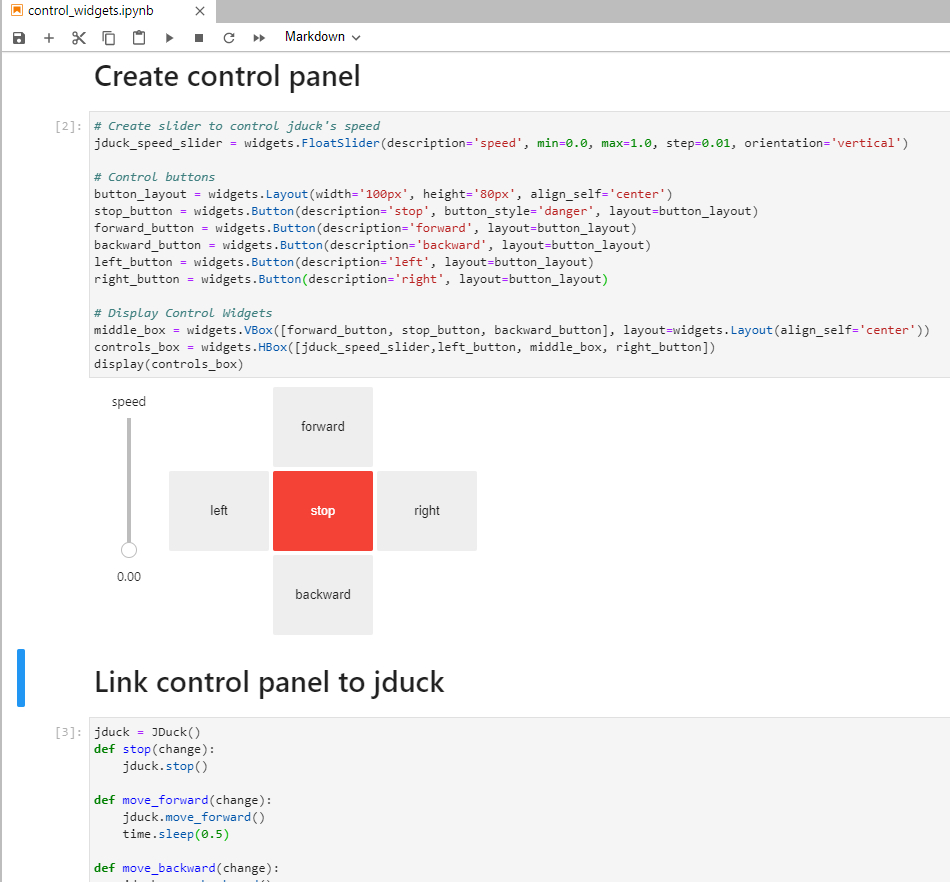 control_widgets.ipynb
Markdown
Create control panel
[2]:
# Create slider to control jduck's speed
jduck_speed_slider = widgets.FloatSlider(description='speed', min=0.0, max=1.0, step=0.01, orientation='vertical')
# Control buttons
button_layout = widgets.Layout(width='100px', height='80px', align_self='center')
stop_button = widgets.Button(description='stop', button_style='danger', layout=button_layout)
forward_button = widgets.Button(description='forward', layout=button_layout)
backward_button = widgets.Button(description='backward', layout=button_layout)
left_button = widgets.Button(description='left', layout=button_layout)
right_button = widgets.Button(description='right', layout=button_layout)
# Display Control Widgets
middle_box = widgets.VBox([forward_button, stop_button, backward_button], layout=widgets.Layout(align_self='center'))
controls_box = widgets.HBox([jduck_speed_slider,left_button, middle_box, right_button])
display(controls_box)
speed
forward
left
stop
right
0.00
backward
Link control panel to jduck
[3]:
jduck = JDuck()
def stop(change):
    jduck.stop()
def move_forward(change):
    jduck.move_forward()
    time.sleep(0.5)
def move_backward(change):